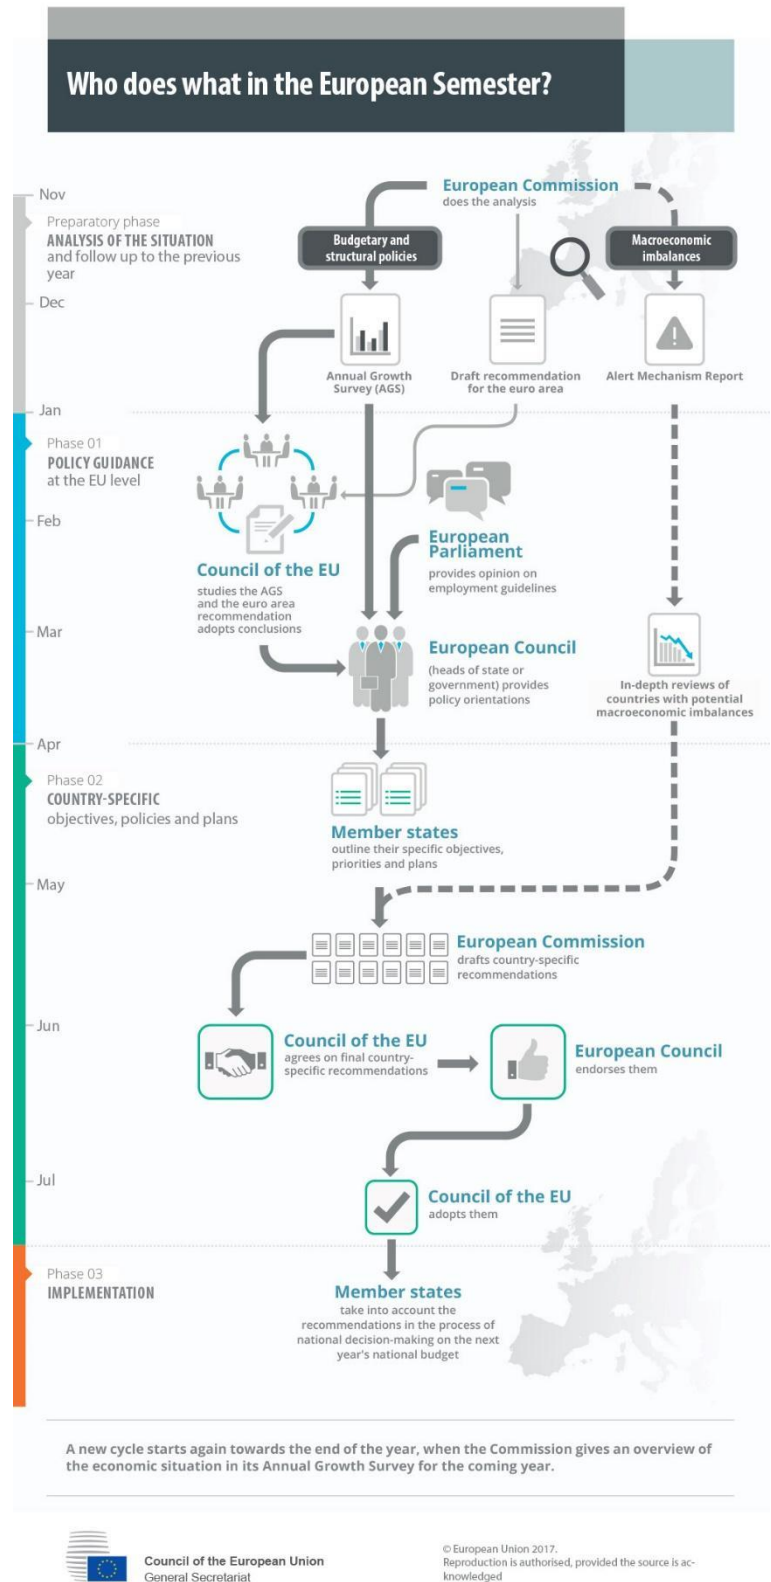 Who does what in the European Semester?
Nov
Preparatory phase
ANALYSIS OF THE SITUATION
and follow up to the previous
year
European Commission
does the analysis
Budgetary and
structural policies
Macroeconomic
imbalances
Dec
Annual Growth
Survey (AGS)
Draft recommendation
for the euro area
Alert Mechanism Report
Jan
Phase 01
POLICY GUIDANCE
at the EU level
Feb
European
Parliament
provides opinion on
employment guidelines
Council of the EU
studies the AGS
and the euro area
recommendation
adopts conclusions
Mar
European Council
(heads of state or
government) provides
policy orientations
In-depth reviews of
countries with potential
macroeconomic imbalances
Apr
Phase 02
COUNTRY-SPECIFIC
objectives, policies and plans
Member states
outline their specific objectives,
priorities and plans
May
European Commission
drafts country-specific
recommendations
Jun
Council of the EU
agrees on final country-
specific recommendations
European Council
endorses them
Jul
Council of the EU
adopts them
Phase 03
IMPLEMENTATION
Member states
take into account the
recommendations in the process of
national decision-making on the next
year's national budget
A new cycle starts again towards the end of the year, when the Commission gives an overview of
the economic situation in its Annual Growth Survey for the coming year.
Council of the European Union
General Secretariat
© European Union 2017.
Reproduction is authorised, provided the source is ac-
knowledged